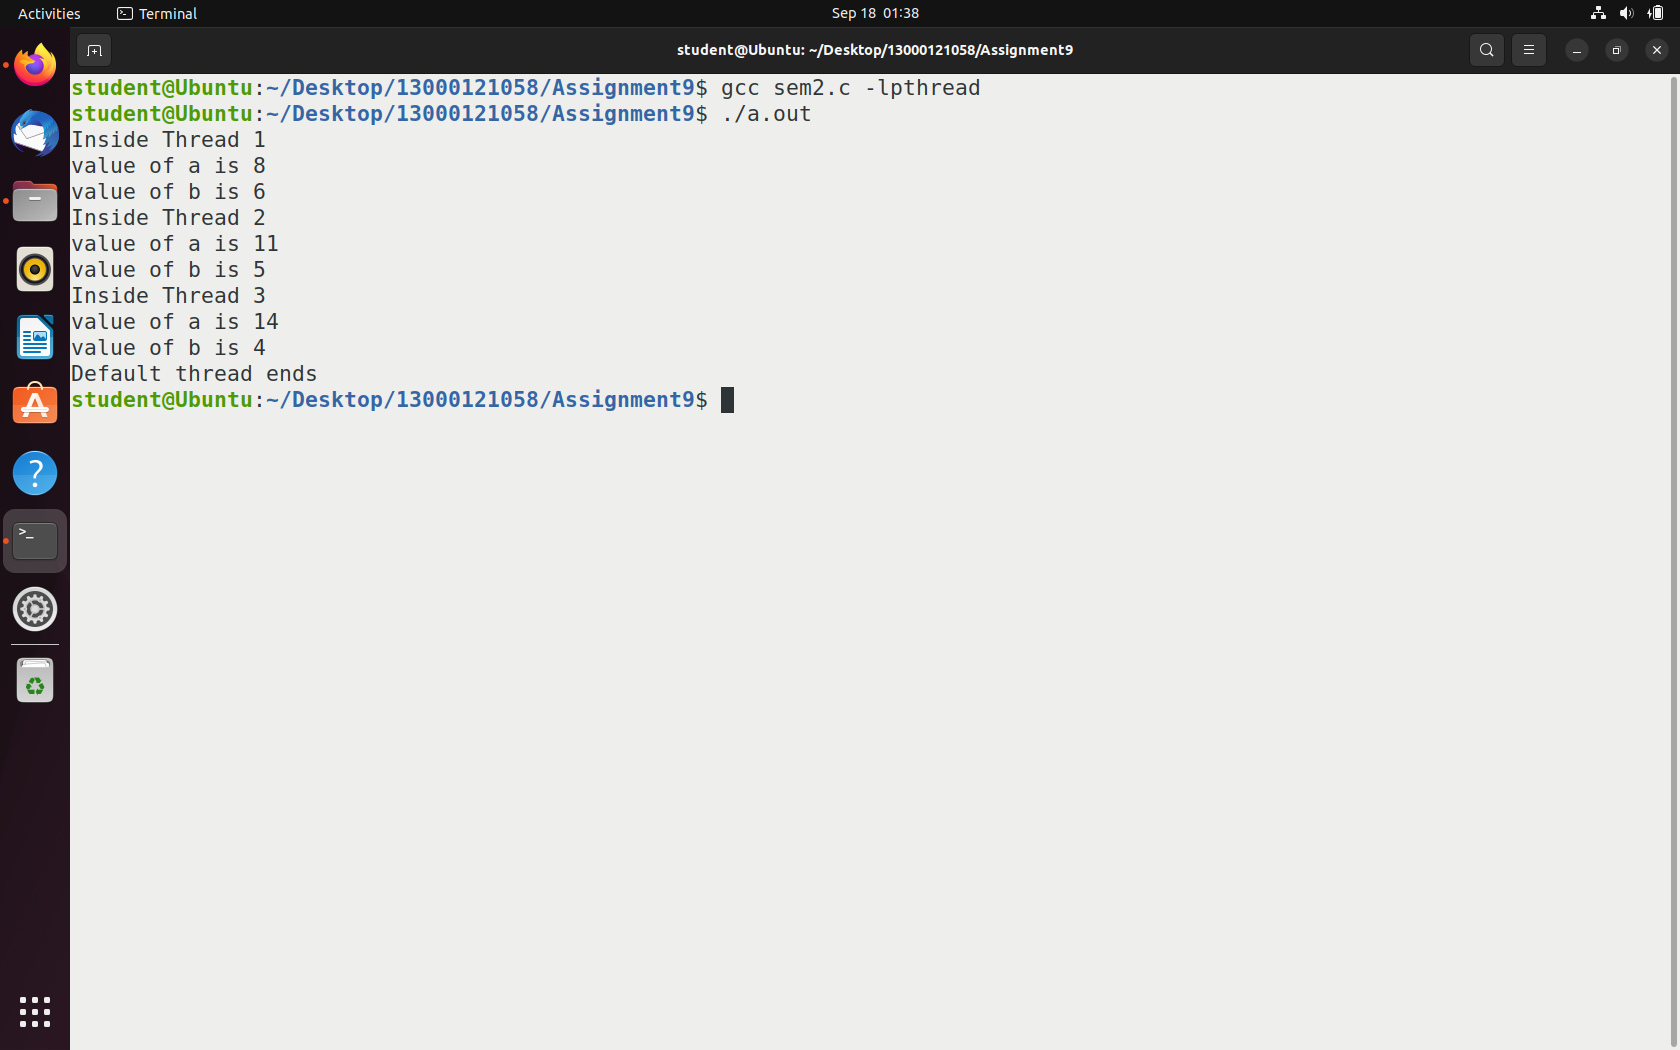 Activities
Terminal
Sep 18 01:38
student@Ubuntu: ~/Desktop/13000121058/Assignment9
student@Ubuntu:~/Desktop/13000121058/Assignment9$ gcc sem2.c -lpthread
student@Ubuntu:~/Desktop/13000121058/Assignment9$ ./a.out
Inside Thread 1
value of a is 8
value of b is 6
Inside Thread 2
value of a is 11
value of b is 5
Inside Thread 3
value of a is 14
value of b is 4
Default thread ends
student@Ubuntu:~/Desktop/13000121058/Assignment9$